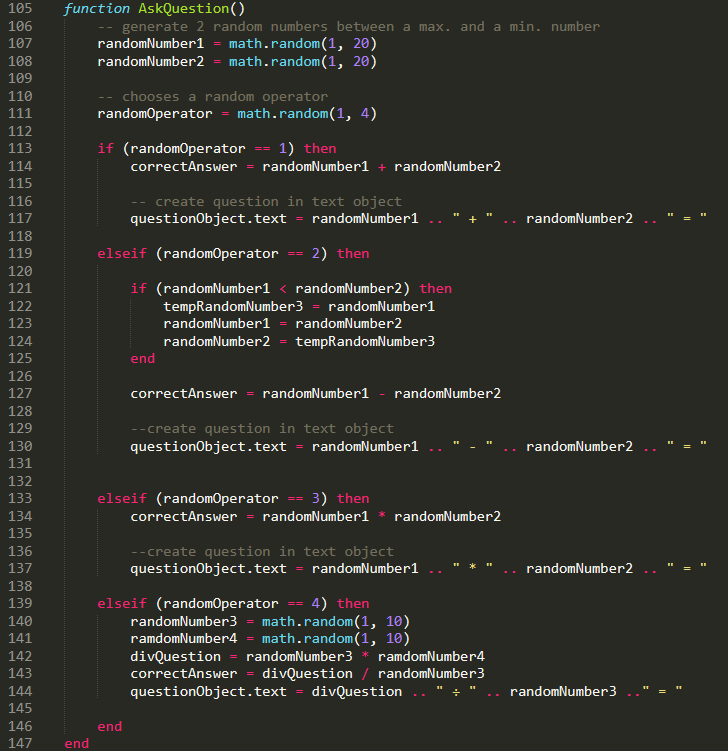 105 function AskQuestion()
106     -- generate 2 random numbers between a max. and a min. number
107     randomNumber1 = math.random(1, 20)
108     randomNumber2 = math.random(1, 20)
109
110     -- chooses a random operator
111     randomOperator = math.random(1, 4)
112
113     if (randomOperator == 1) then
114         correctAnswer = randomNumber1 + randomNumber2
115
116         -- create question in text object
117         questionObject.text = randomNumber1 .. " + " .. randomNumber2 .. " = "
118
119     elseif (randomOperator == 2) then
120
121         if (randomNumber1 < randomNumber2) then
122             tempRandomNumber3 = randomNumber1
123             randomNumber1 = randomNumber2
124             randomNumber2 = tempRandomNumber3
125         end
126
127         correctAnswer = randomNumber1 - randomNumber2
128
129         --create question in text object
130         questionObject.text = randomNumber1 .. " - " .. randomNumber2 .. " = "
131
132
133     elseif (randomOperator == 3) then
134         correctAnswer = randomNumber1 * randomNumber2
135
136         --create question in text object
137         questionObject.text = randomNumber1 .. " * " .. randomNumber2 .. " = "
138
139     elseif (randomOperator == 4) then
140         randomNumber3 = math.random(1, 10)
141         ramdomNumber4 = math.random(1, 10)
142         divQuestion = randomNumber3 * ramdomNumber4
143         correctAnswer = divQuestion / randomNumber3
144         questionObject.text = divQuestion .. " ÷ " .. randomNumber3 .." = "
145
146     end
147 end